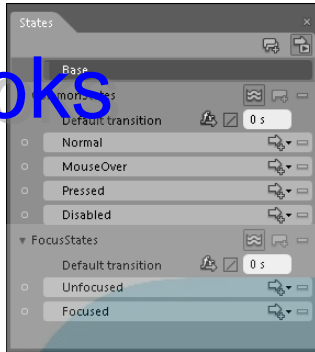 States
Base
oks
monStates
Default transition 0 s
Normal
MouseOver
Pressed
Disabled
FocusStates
Default transition 0 s
Unfocused
Focused